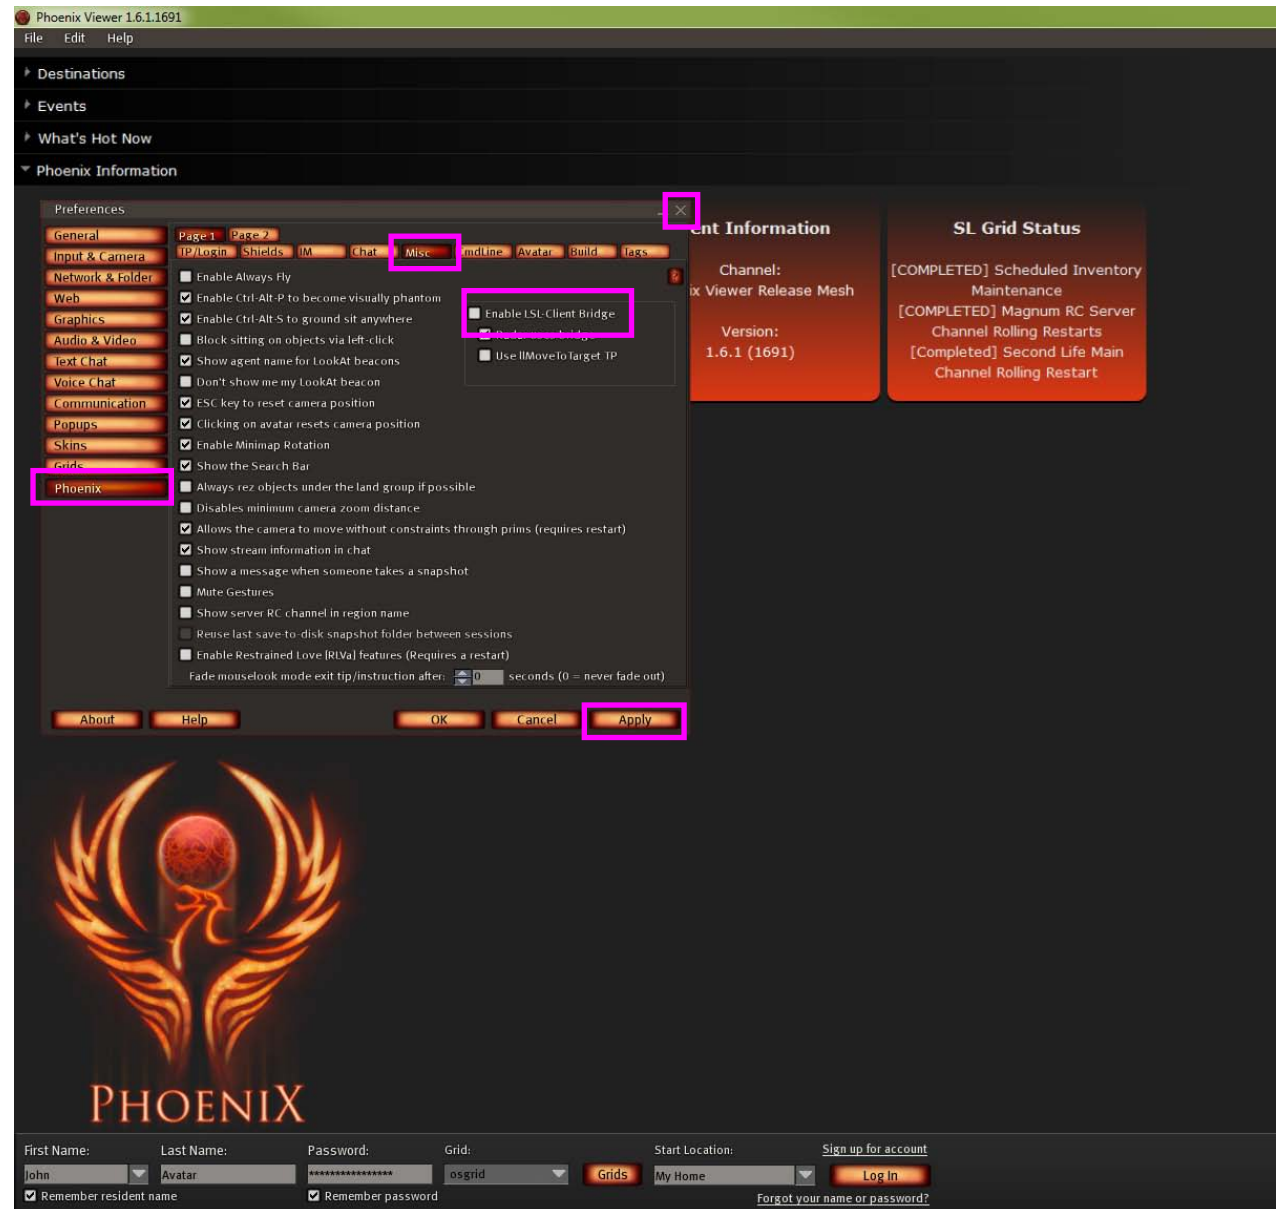 Phoenix Viewer 1.6.1.1691
File Edit Help
Destinations
Events
What's Hot Now
Phoenix Information
Preferences
General
Input & Camera
Network & Folder
Web
Graphics
Audio & Video
Text Chat
Voice Chat
Communication
Popups
Skins
Grids
Phoenix
Page 1 Page 2
TP/Login Shields IM Chat Misc CmdLine Avatar Build Tags
Enable Always Fly
Enable Ctrl-Alt-P to become visually phantom
Enable Ctrl-Alt-S to ground sit anywhere
Block sitting on objects via left-click
Show agent name for LookAt beacons
Don't show me my LookAt beacon
ESC key to reset camera position
Clicking on avatar resets camera position
Enable Minimap Rotation
Show the Search Bar
Always rez objects under the land group if possible
Disables minimum camera zoom distance
Allows the camera to move without constraints through prims (requires restart)
Show stream information in chat
Show a message when someone takes a snapshot
Mute Gestures
Show server RC channel in region name
Reuse last save-to-disk snapshot folder between sessions
Enable Restrained Love [RLVa] features (Requires a restart)
Fade mouselook mode exit tip/instruction after: 0 seconds (0 = never fade out)
Enable LSL-Client Bridge
Radar uses bridge
Use llMoveToTarget TP
About Help OK Cancel Apply
ent Information
Channel:
ix Viewer Release Mesh
Version:
1.6.1 (1691)
SL Grid Status
[COMPLETED] Scheduled Inventory
Maintenance
[COMPLETED] Magnum RC Server
Channel Rolling Restarts
[Completed] Second Life Main
Channel Rolling Restart
PHOENIX
First Name: Last Name: Password: Grid: Start Location: Sign up for account
John Avatar **************** osgrid Grids My Home Log In
Remember resident name Remember password Forgot your name or password?